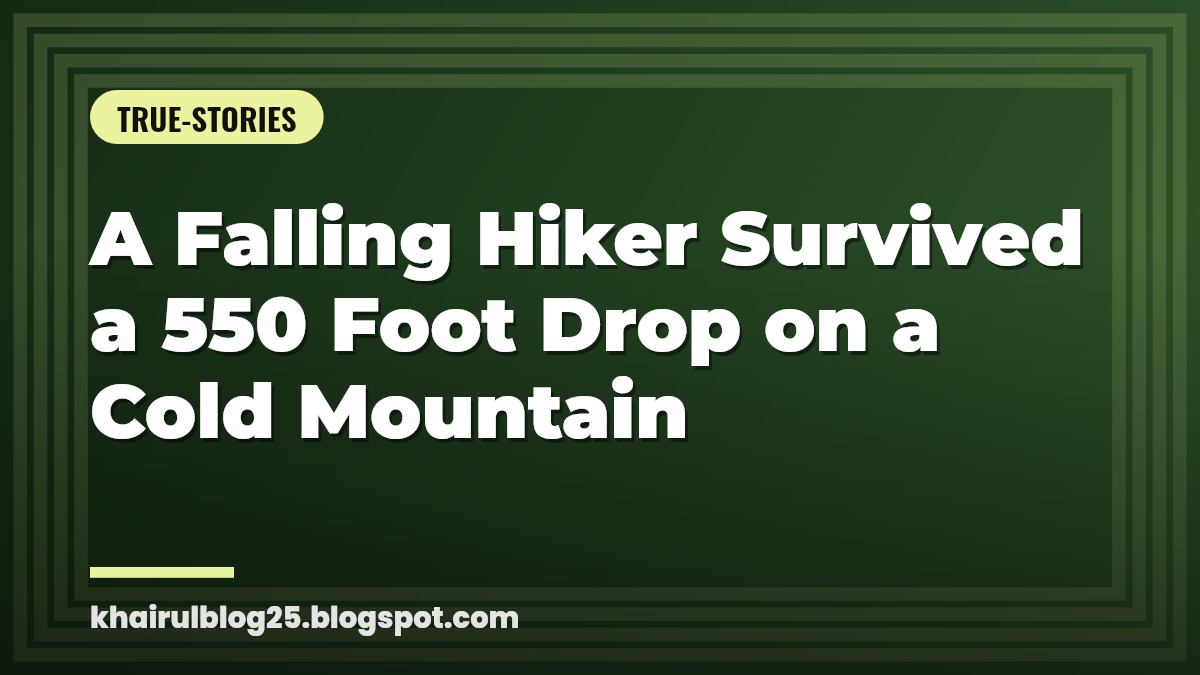 TRUE-STORIES
A Falling Hiker Survived
a 550 Foot Drop on a
Cold Mountain
khairulblog25.blogspot.com